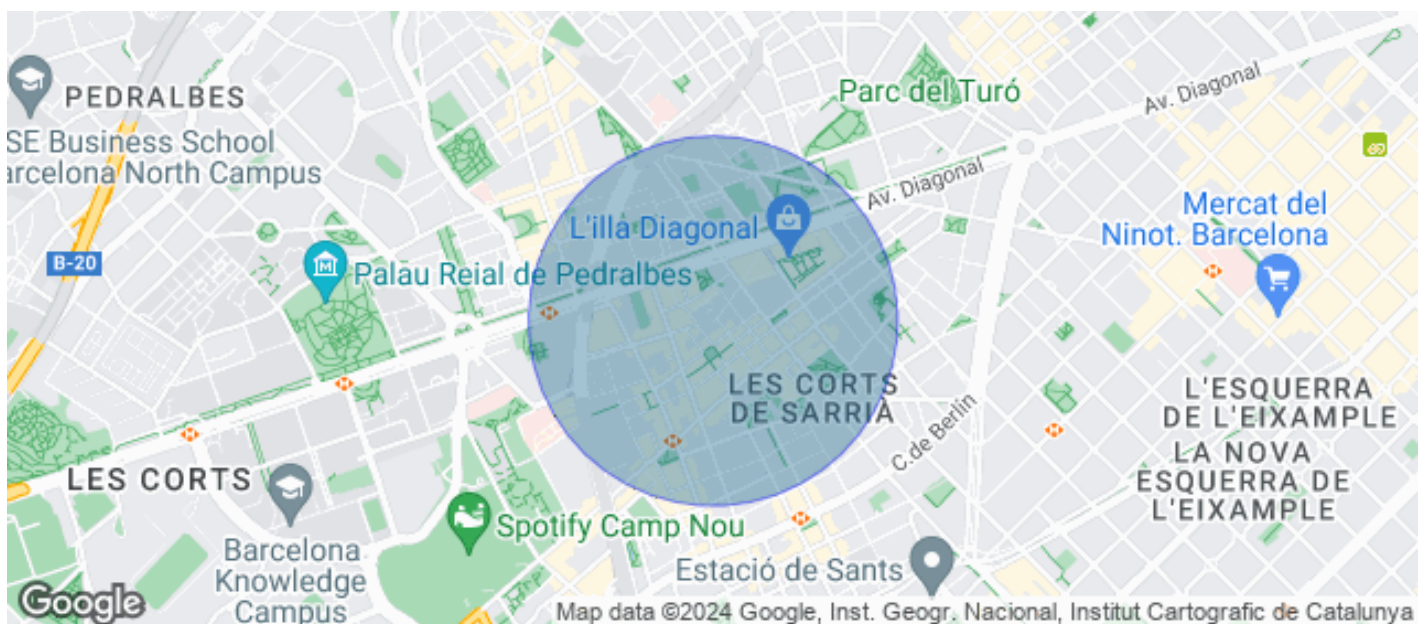 PEDRALBES
SE Business School
arcelona North Campus
B-20
Palau Reial de Pedralbes
L'illa Diagonal
Parc del Turó
Av. Diagonal
Av. Diagonal
Mercat del
Ninot. Barcelona
LES CORTS
DE SARRIÀ
L'ESQUERRA
DE L'EIXAMPLE
LA NOVA
ESQUERRA DE
L'EIXAMPLE
C. de Berlín
LES CORTS
Spotify Camp Nou
Barcelona
Knowledge
Campus
Estació de Sants
Google
Map data ©2024 Google, Inst. Geogr. Nacional, Institut Cartografic de Catalunya